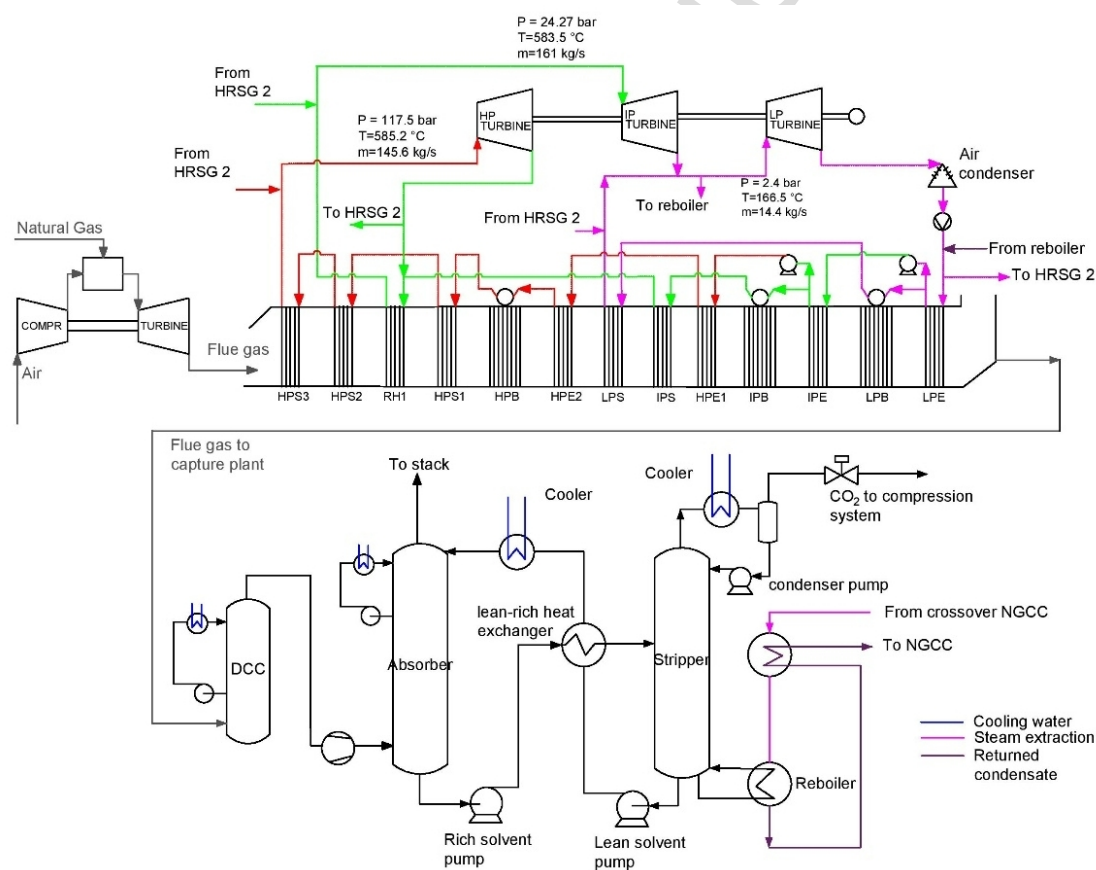 P = 24.27 bar
T=583.5 °C
m=161 kg/s
From
HRSG 2
P = 117.5 bar
T=585.2 °C
m=145.6 kg/s
HP
TURBINE
IP
TURBINE
LP
TURBINE
From
HRSG 2
Air
condenser
To HRSG 2
To reboiler
P = 2.4 bar
T=166.5 °C
m=14.4 kg/s
From HRSG 2
From reboiler
To HRSG 2
Natural Gas
COMPR
TURBINE
Flue gas
Air
HPS3
HPS2
RH1
HPS1
HPB
HPE2
LPS
IPS
HPE1
IPB
IPE
LPB
LPE
Flue gas to
capture plant
To stack
Cooler
Cooler
CO₂ to compression
system
condenser pump
lean-rich heat
exchanger
From crossover NGCC
To NGCC
DCC
Absorber
Stripper
Reboiler
Cooling water
Steam extraction
Returned
condensate
Rich solvent
pump
Lean solvent
pump